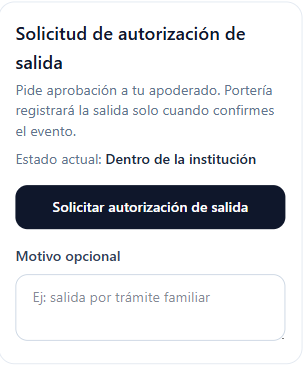 Solicitud de autorización de
salida
Pide aprobación a tu apoderado. Portería
registrará la salida solo cuando confirmes
el evento.
Estado actual: Dentro de la institución
Solicitar autorización de salida
Motivo opcional
Ej: salida por trámite familiar